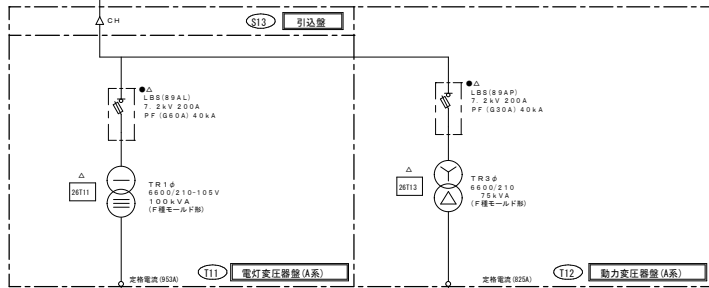 CH
S13 引込盤
●△
LBS(89AL)
7.2kV 200A
PF(G60A) 40kA
●△
LBS(89AP)
7.2kV 200A
PF(G30A) 40kA
△
26T11
TR1φ
6600/210-105V
100kVA
(F種モールド形)
△
26T13
TR3φ
6600/210
75kVA
(F種モールド形)
T11 電灯変圧器盤(A系)
定格電流(953A)
T12 動力変圧器盤(A系)
定格電流(825A)